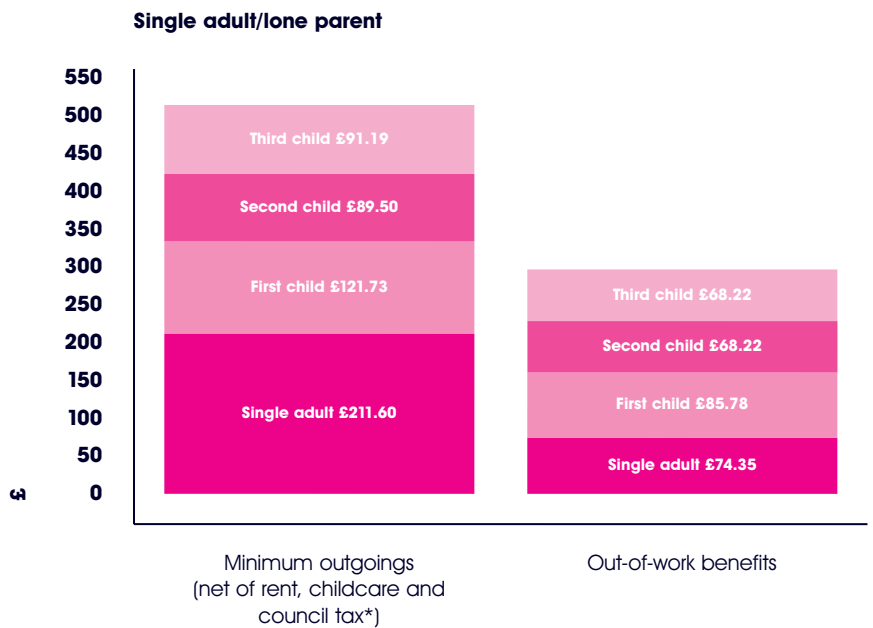 Single adult/lone parent
550
500
450
400
350
300
250
200
150
100
50
0
£
Third child £91.19
Second child £89.50
First child £121.73
Single adult £211.60
Third child £68.22
Second child £68.22
First child £85.78
Single adult £74.35
Minimum outgoings
(net of rent, childcare and
council tax*)
Out-of-work benefits